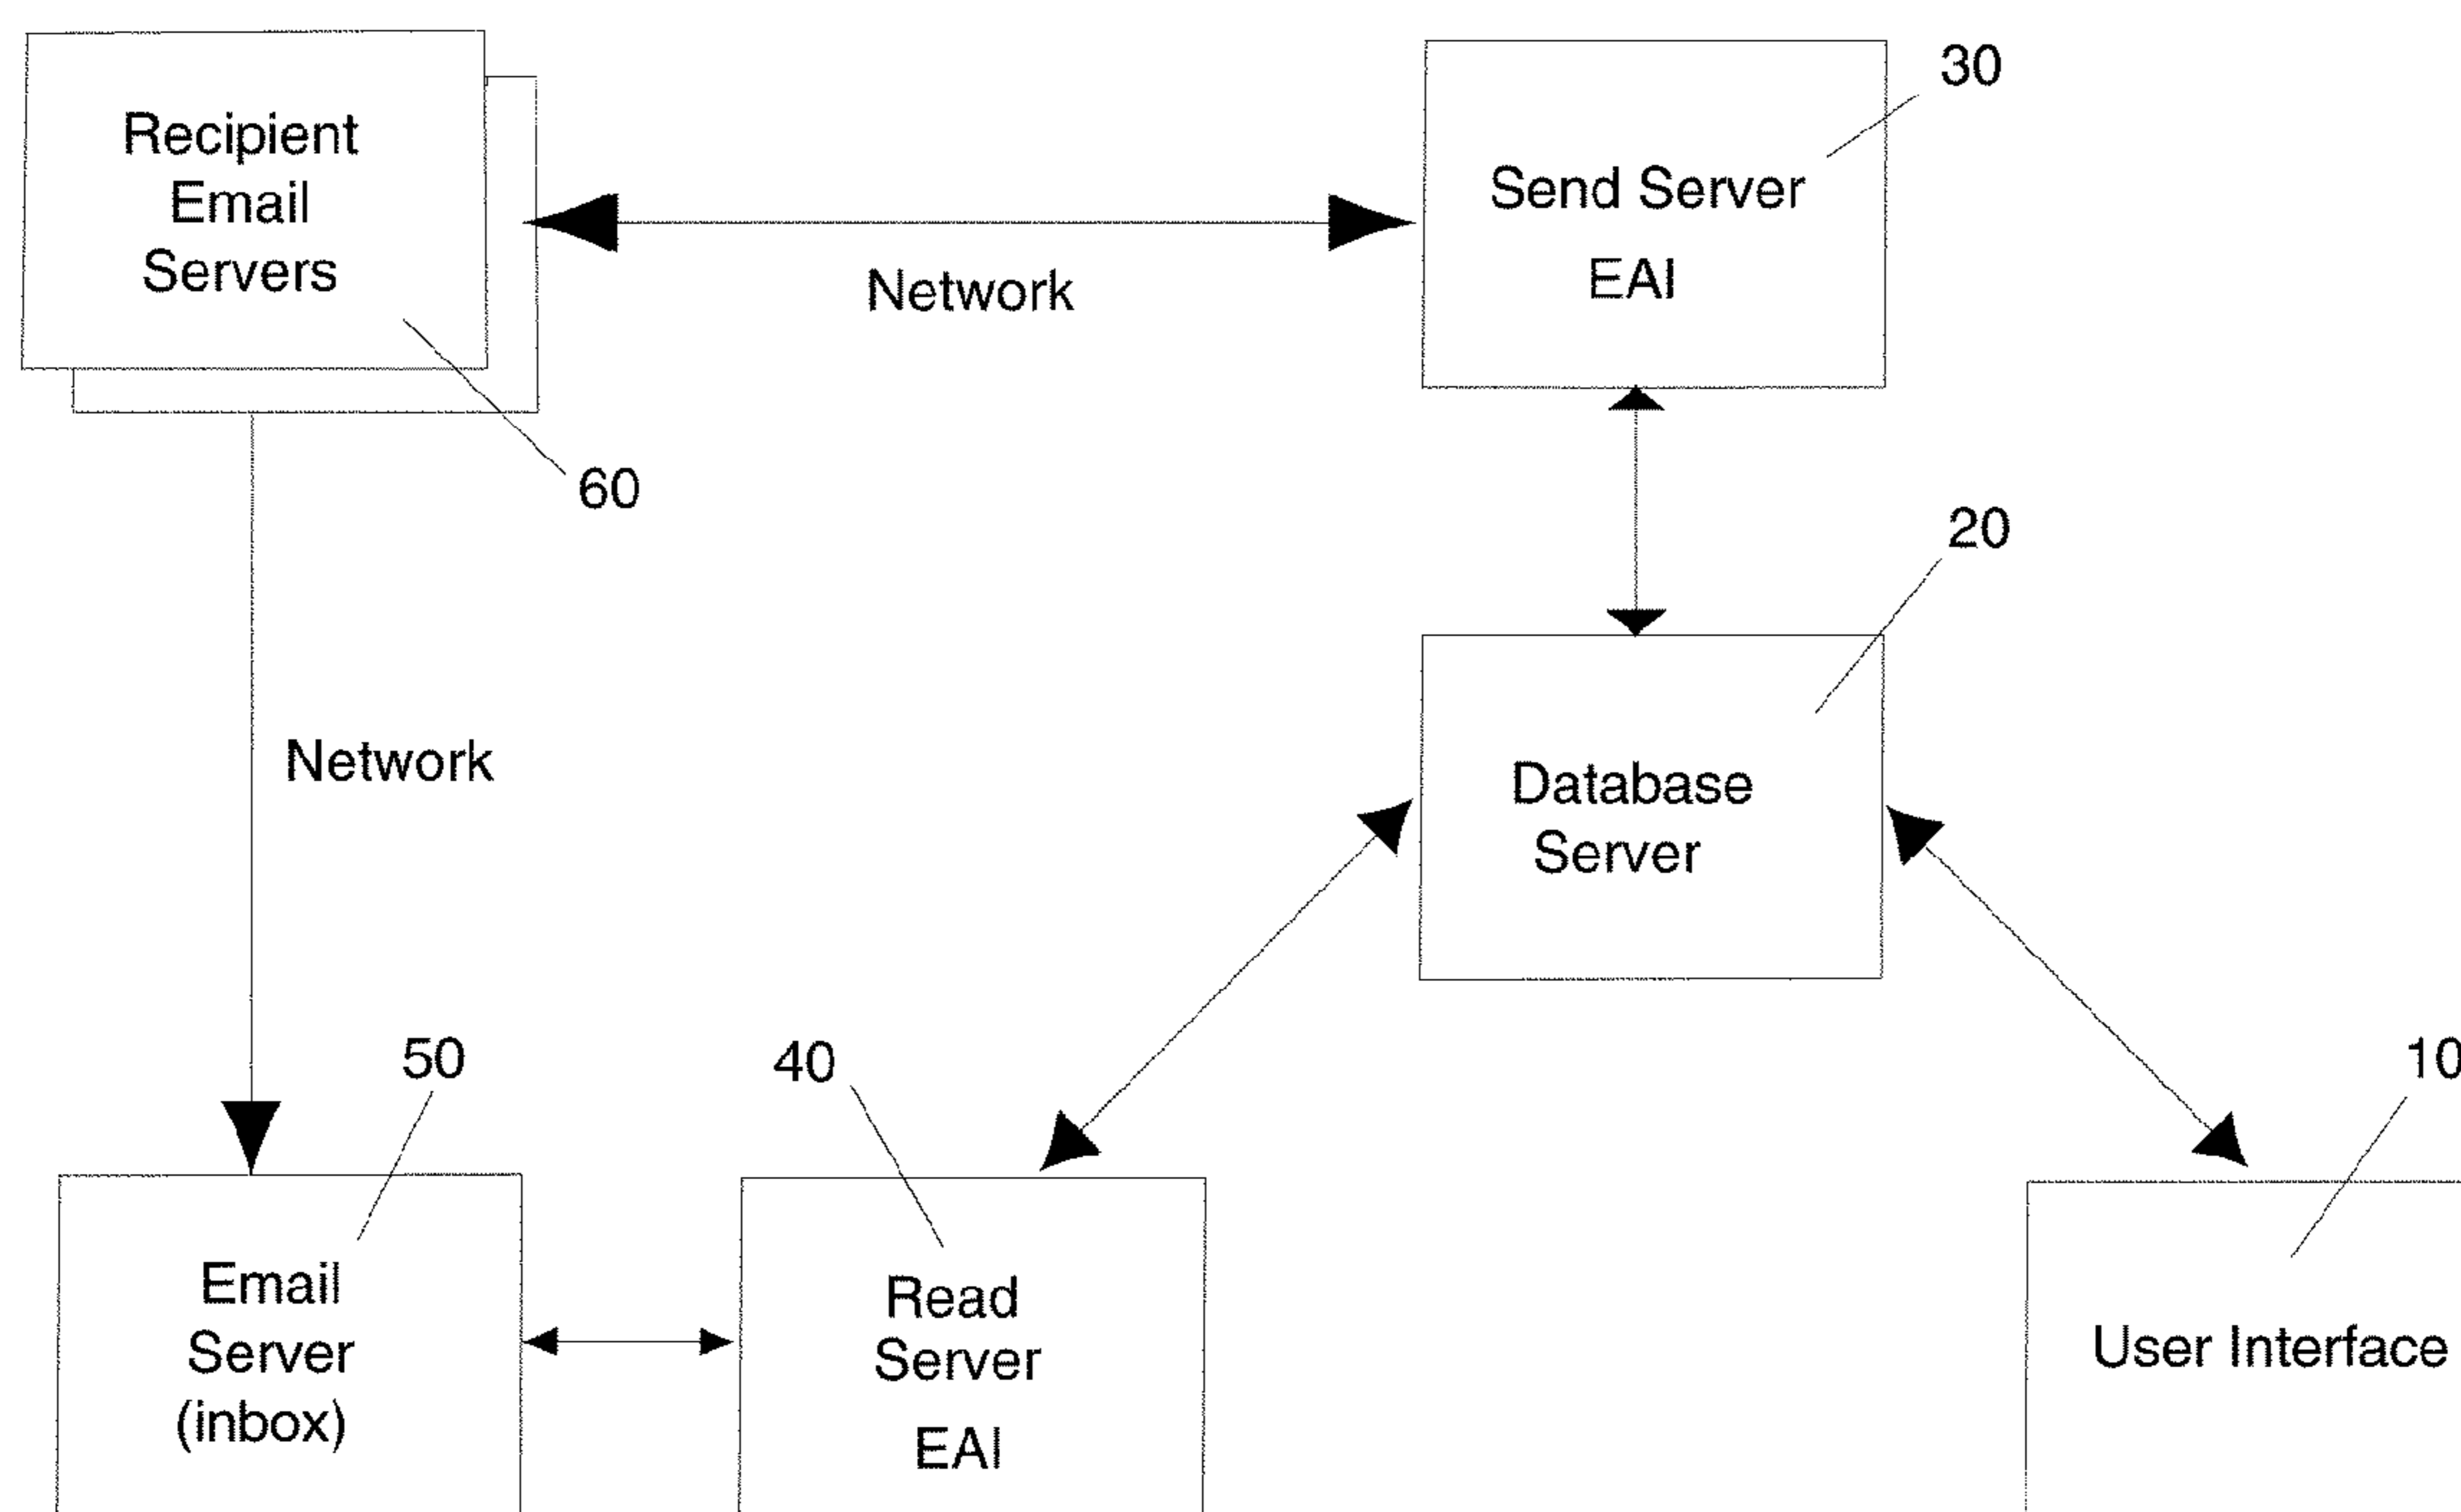 Recipient
Email
Servers
60
Network
Send Server
EAI
30
20
Database
Server
Network
50
Email
Server
(inbox)
40
Read
Server
EAI
10
User Interface